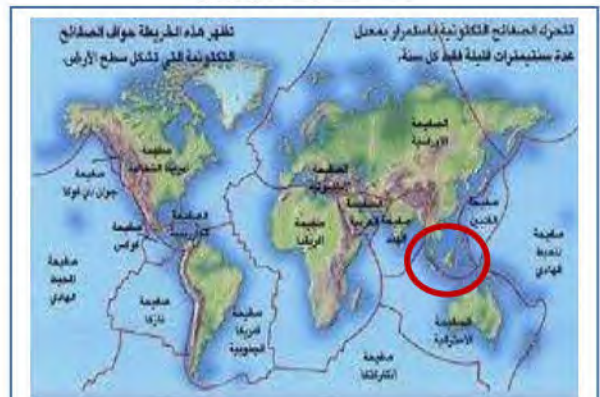 تتحرك الصفائح التكتونية باستمرار بمعدل
عدة سنتيمترات قليلة فقط كل سنة.
تظهر هذه الخريطة حواف الصفائح
التكتونية التي تشكل سطح الأرض.
الصفيحة
الأوراسية
صفيحة
أمريكا الشمالية
صفيحة
جوان دي فوكا
الصفيحة
الصفيحة
العربية
صفيحة
الهند
صفيحة
الفلبين
صفيحة
أفريقيا
الصفيحة
الكاريبية
صفيحة
كوكس
صفيحة
المحيط
الهادي
صفيحة
المحيط
الهادي
صفيحة
نازكا
صفيحة
أمريكا
الجنوبية
الصفيحة
الأسترالية
صفيحة
أنتاركتكا